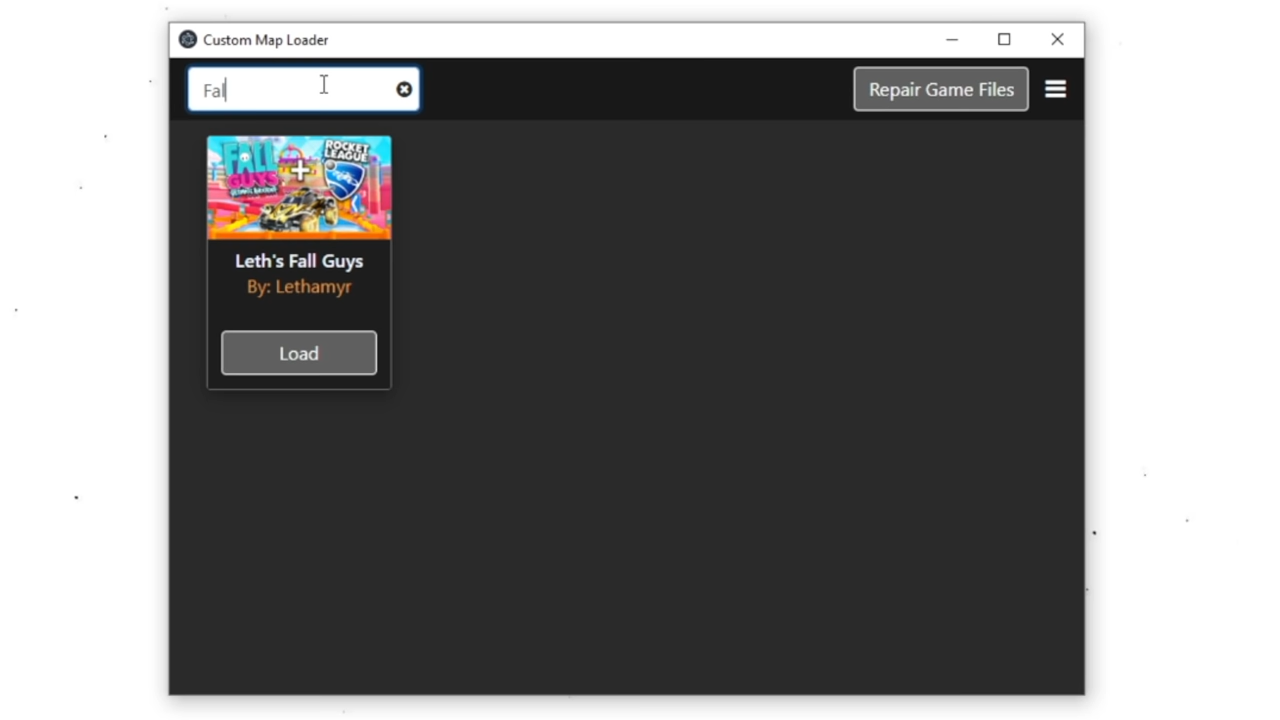 Custom Map Loader
Fal
Repair Game Files
FALL
GUYS
ROCKET
LEAGUE
+
Leth's Fall Guys
By: Lethamyr
Load